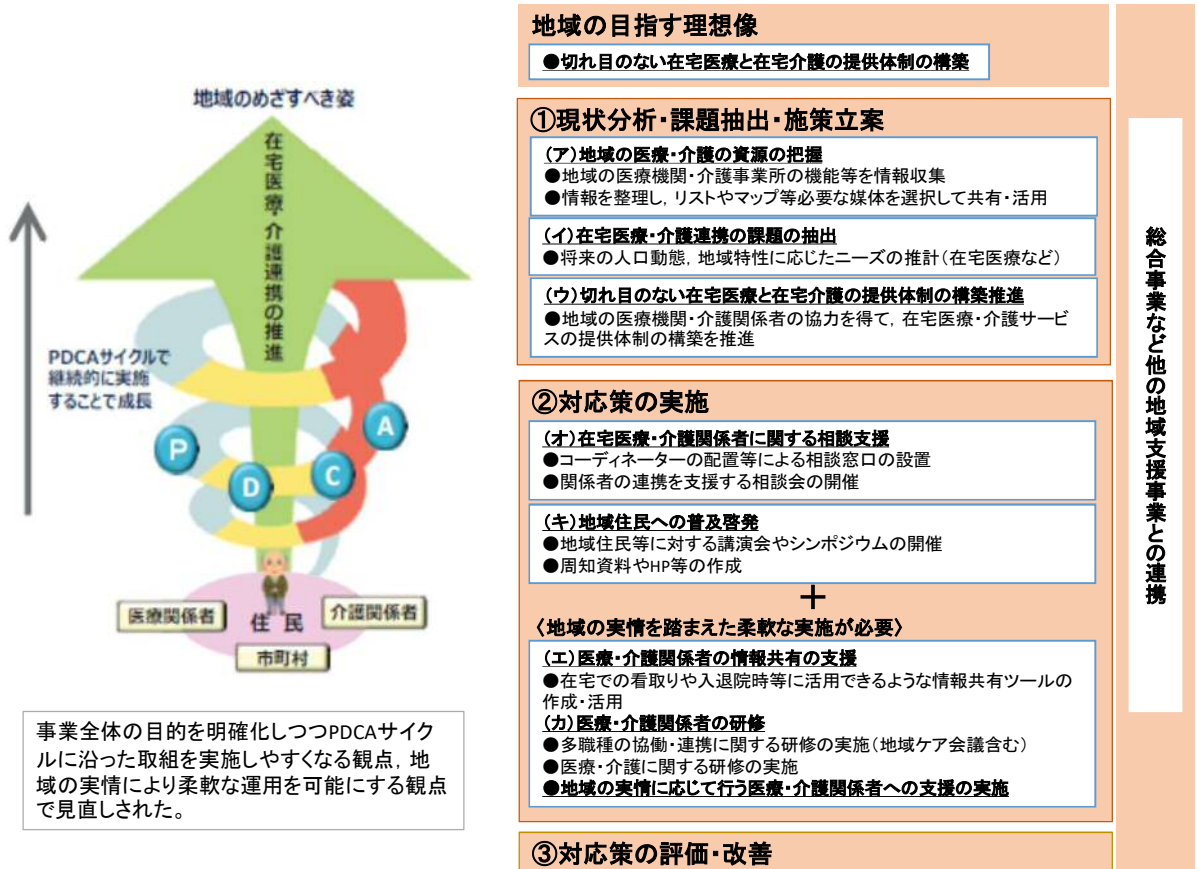 地域のめざすべき姿
在宅医療・介護連携の推進
PDCAサイクルで
継続的に実施
することで成長
P
D
C
A
医療関係者
住 民
介護関係者
市町村
事業全体の目的を明確化しつつPDCAサイク
ルに沿った取組を実施しやすくなる観点，地
域の実情により柔軟な運用を可能にする観点
で見直しされた。
地域の目指す理想像
●切れ目のない在宅医療と在宅介護の提供体制の構築
①現状分析・課題抽出・施策立案
(ア)地域の医療・介護の資源の把握
●地域の医療機関・介護事業所の機能等を情報収集
●情報を整理し，リストやマップ等必要な媒体を選択して共有・活用
(イ)在宅医療・介護連携の課題の抽出
●将来の人口動態，地域特性に応じたニーズの推計(在宅医療など)
(ウ)切れ目のない在宅医療と在宅介護の提供体制の構築推進
●地域の医療機関・介護関係者の協力を得て，在宅医療・介護サービ
スの提供体制の構築を推進
②対応策の実施
(オ)在宅医療・介護関係者に関する相談支援
●コーディネーターの配置等による相談窓口の設置
●関係者の連携を支援する相談会の開催
(キ)地域住民への普及啓発
●地域住民等に対する講演会やシンポジウムの開催
●周知資料やHP等の作成
＋
〈地域の実情を踏まえた柔軟な実施が必要〉
(エ)医療・介護関係者の情報共有の支援
●在宅での看取りや入退院時等に活用できるような情報共有ツールの
作成・活用
(カ)医療・介護関係者の研修
●多職種の協働・連携に関する研修の実施(地域ケア会議含む)
●医療・介護に関する研修の実施
●地域の実情に応じて行う医療・介護関係者への支援の実施
③対応策の評価・改善
総合事業など他の地域支援事業との連携